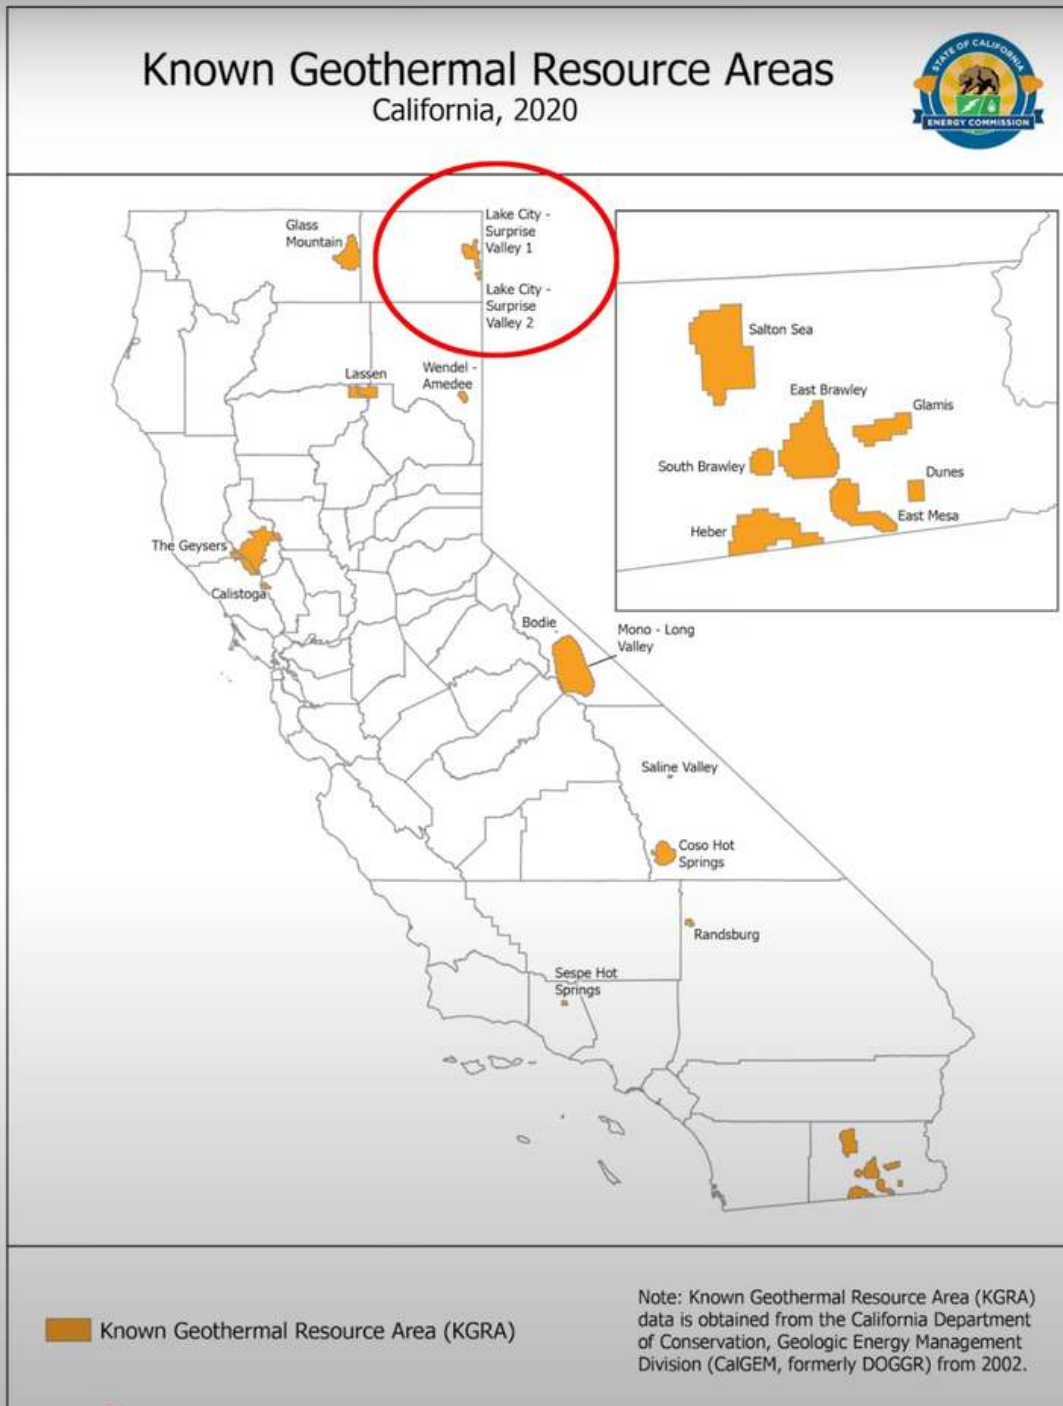 Known Geothermal Resource Areas
California, 2020
STATE OF CALIFORNIA
ENERGY COMMISSION
Glass
Mountain
Lake City -
Surprise
Valley 1
Lake City -
Surprise
Valley 2
Lassen
Wendel -
Amedee
Salton Sea
East Brawley
Glamis
South Brawley
Dunes
East Mesa
Heber
The Geysers
Calistoga
Bodie
Mono - Long
Valley
Saline Valley
Coso Hot
Springs
Randsburg
Sespe Hot
Springs
Known Geothermal Resource Area (KGRA)
Note: Known Geothermal Resource Area (KGRA)
data is obtained from the California Department
of Conservation, Geologic Energy Management
Division (CalGEM, formerly DOGGR) from 2002.